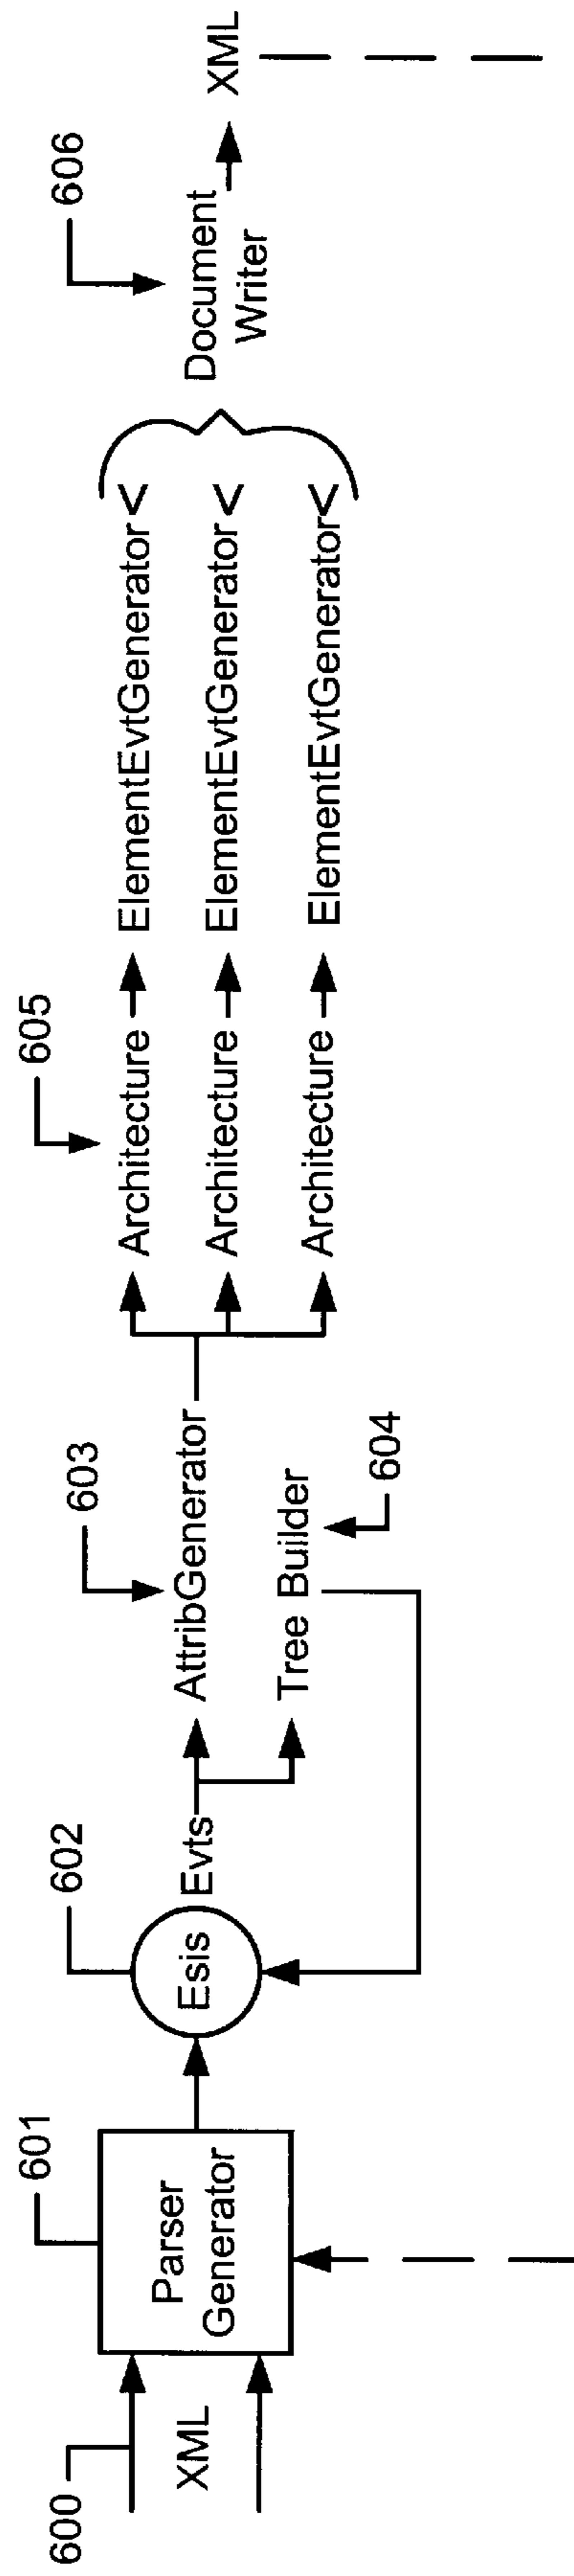 600
XML
601
Parser
Generator
602
Esis
Evts
603
AttribGenerator
Tree Builder
604
605
Architecture
ElementEvtGenerator<
Architecture
ElementEvtGenerator<
Architecture
ElementEvtGenerator<
606
Document
Writer
XML